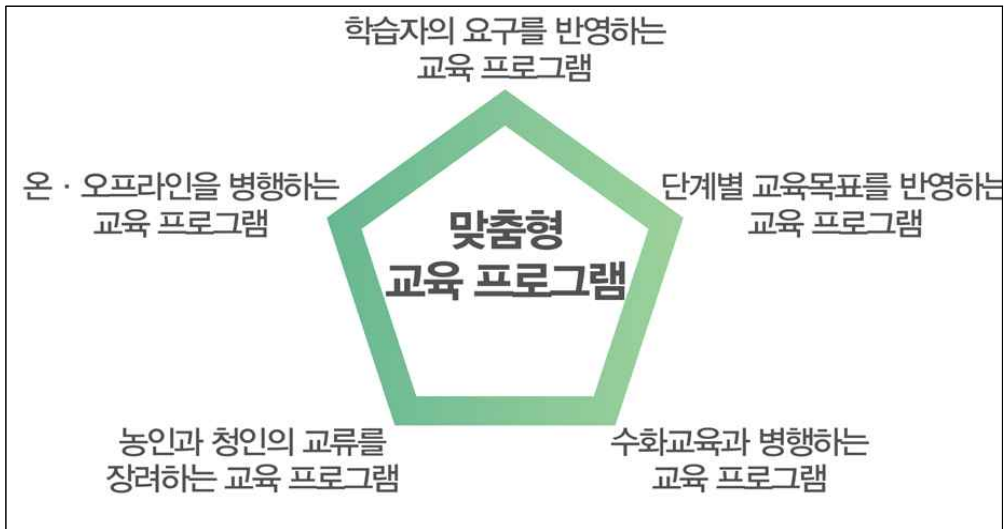 학습자의 요구를 반영하는
교육 프로그램
온 · 오프라인을 병행하는
교육 프로그램
단계별 교육목표를 반영하는
교육 프로그램
맞춤형
교육 프로그램
농인과 청인의 교류를
장려하는 교육 프로그램
수화교육과 병행하는
교육 프로그램